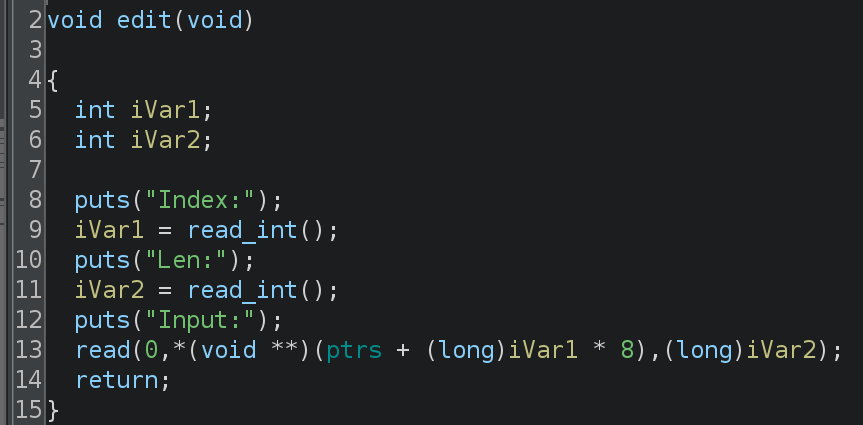 2 void edit(void)
3
4 {
5   int iVar1;
6   int iVar2;
7
8   puts("Index:");
9   iVar1 = read_int();
10   puts("Len:");
11   iVar2 = read_int();
12   puts("Input:");
13   read(0,*(void **)(ptrs + (long)iVar1 * 8),(long)iVar2);
14   return;
15 }